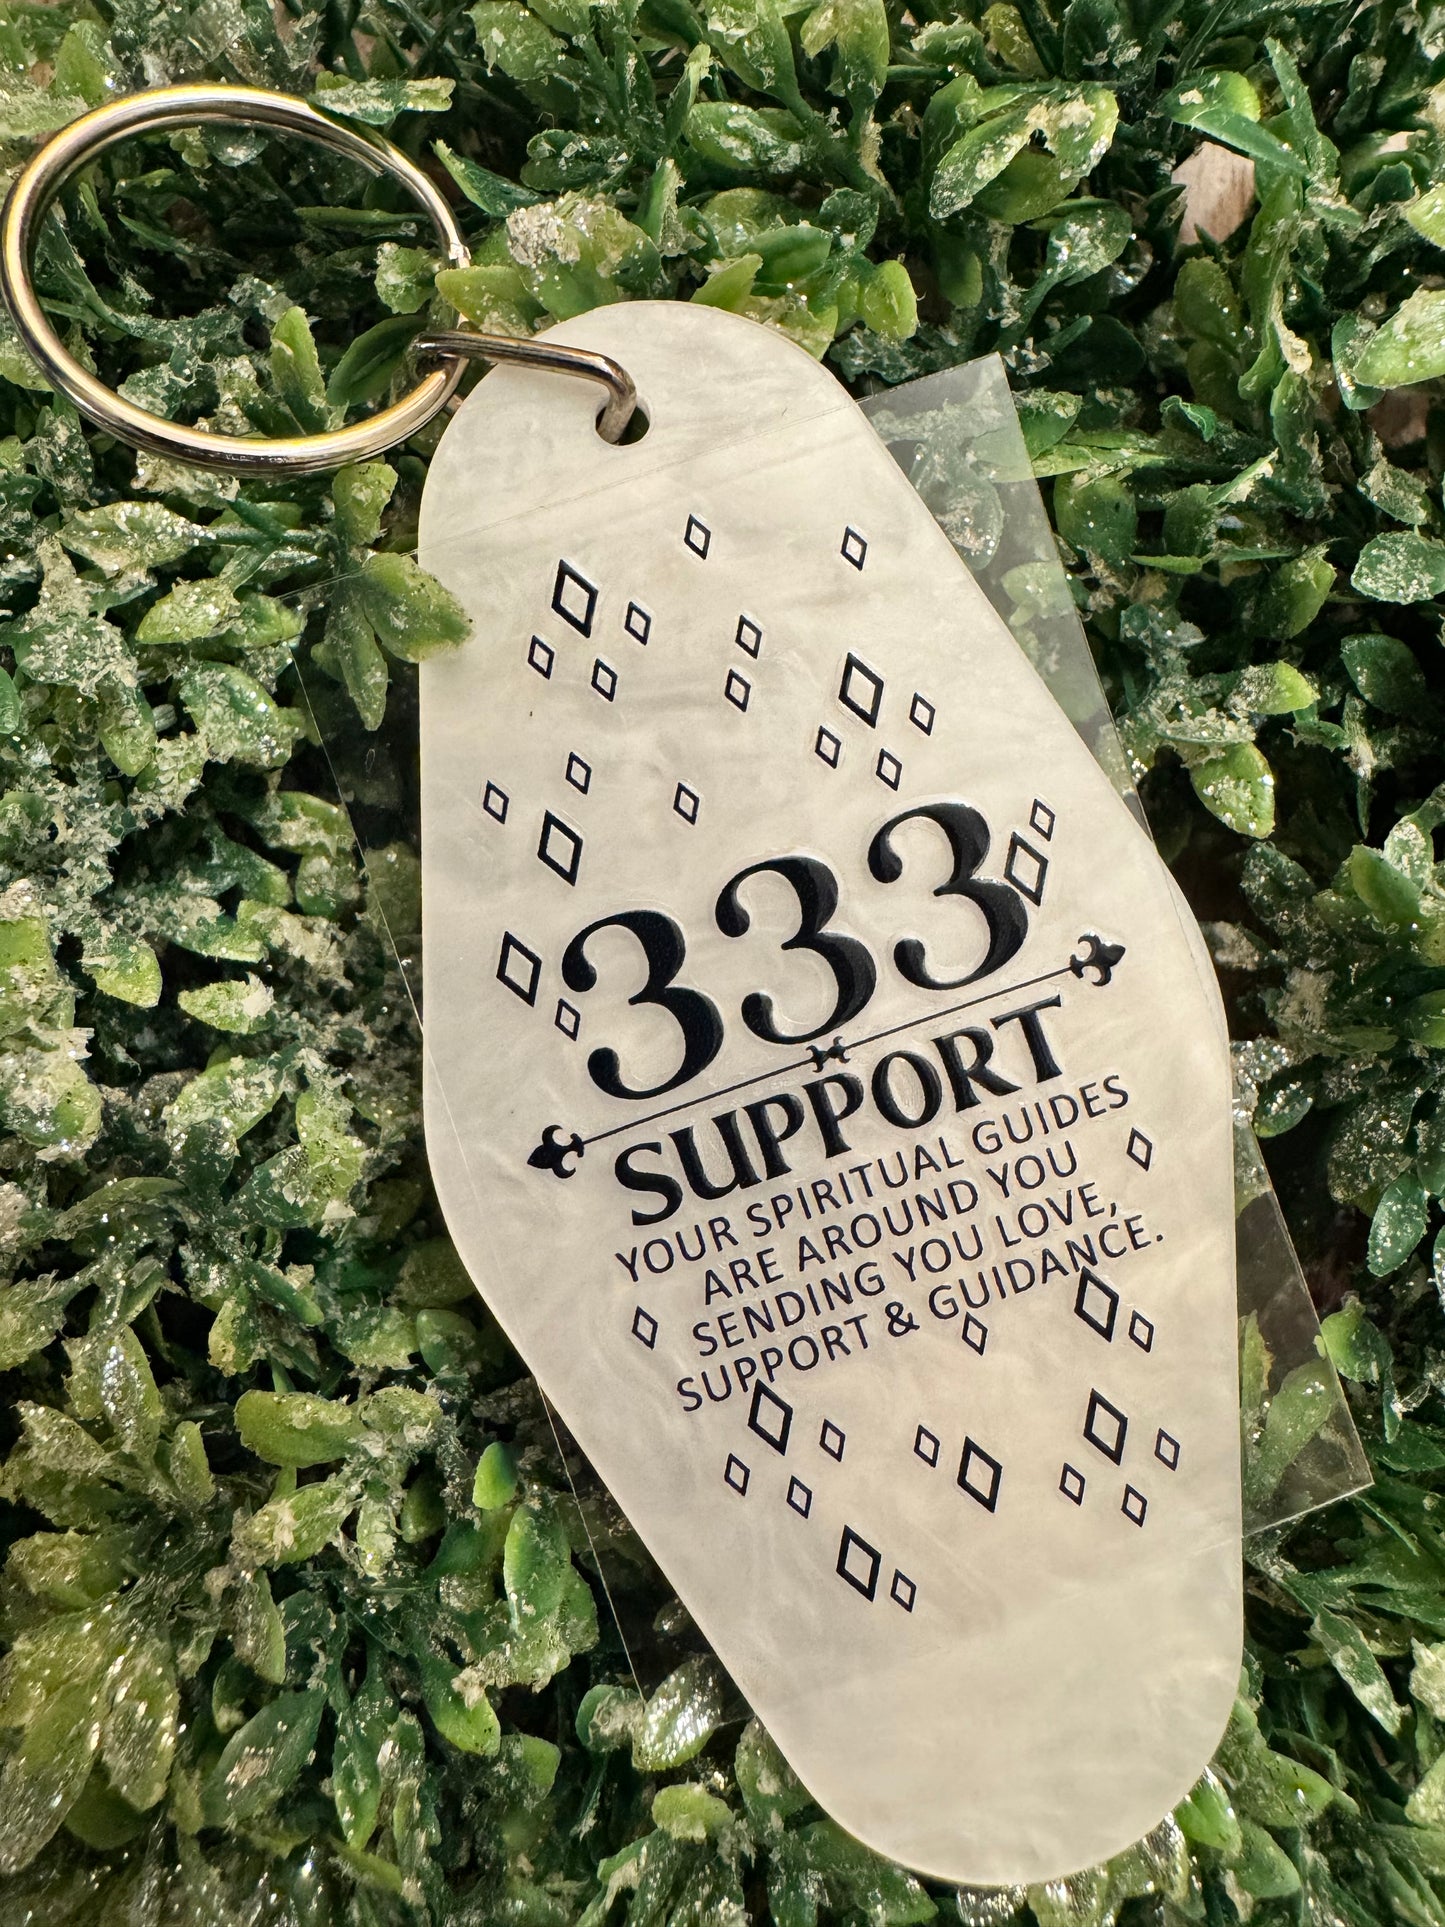 333
SUPPORT
YOUR SPIRITUAL GUIDES
ARE AROUND YOU
SENDING YOU LOVE,
SUPPORT & GUIDANCE.